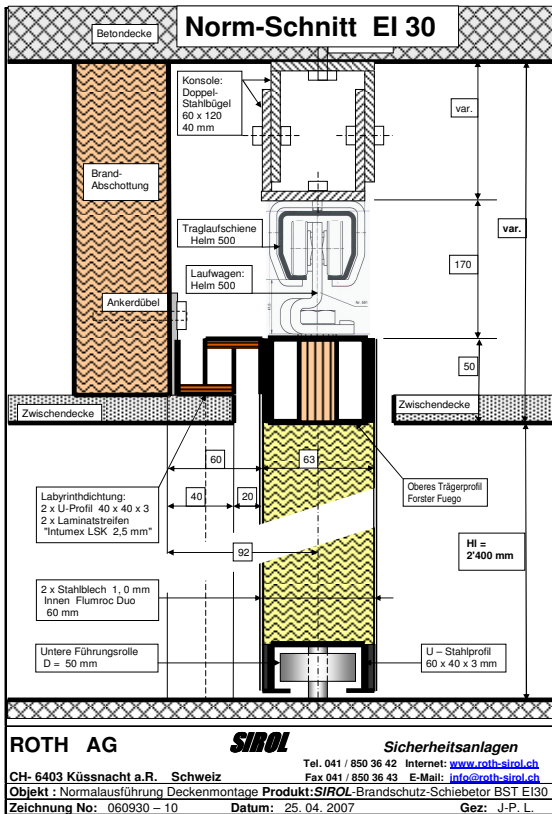 Norm-Schnitt EI 30
Betondecke
Konsole:
Doppel-
Stahlbügel
60 x 120
40 mm
var.
Brand-
Abschottung
Traglaufschiene
Helm 500
var.
Laufwagen:
Helm 500
170
Ankerdübel
50
Zwischendecke
Zwischendecke
60
63
Oberes Trägerprofil
Forster Fuego
Labyrinthdichtung:
2 x U-Profil 40 x 40 x 3
2 x Laminatstreifen
"Intumex LSK 2,5 mm"
40
20
92
HI =
2'400 mm
2 x Stahlblech 1, 0 mm
Innen Flumroc Duo
60 mm
Untere Führungsrolle
D = 50 mm
U – Stahlprofil
60 x 40 x 3 mm
ROTH AG
SIROL
Sicherheitsanlagen
Tel. 041 / 850 36 42 Internet: www.roth-sirol.ch
CH- 6403 Küssnacht a.R. Schweiz
Fax 041 / 850 36 43 E-Mail: info@roth-sirol.ch
Objekt : Normalausführung Deckenmontage Produkt:SIROL-Brandschutz-Schiebetor BST EI30
Zeichnung No: 060930 – 10 Datum: 25. 04. 2007 Gez: J-P. L.